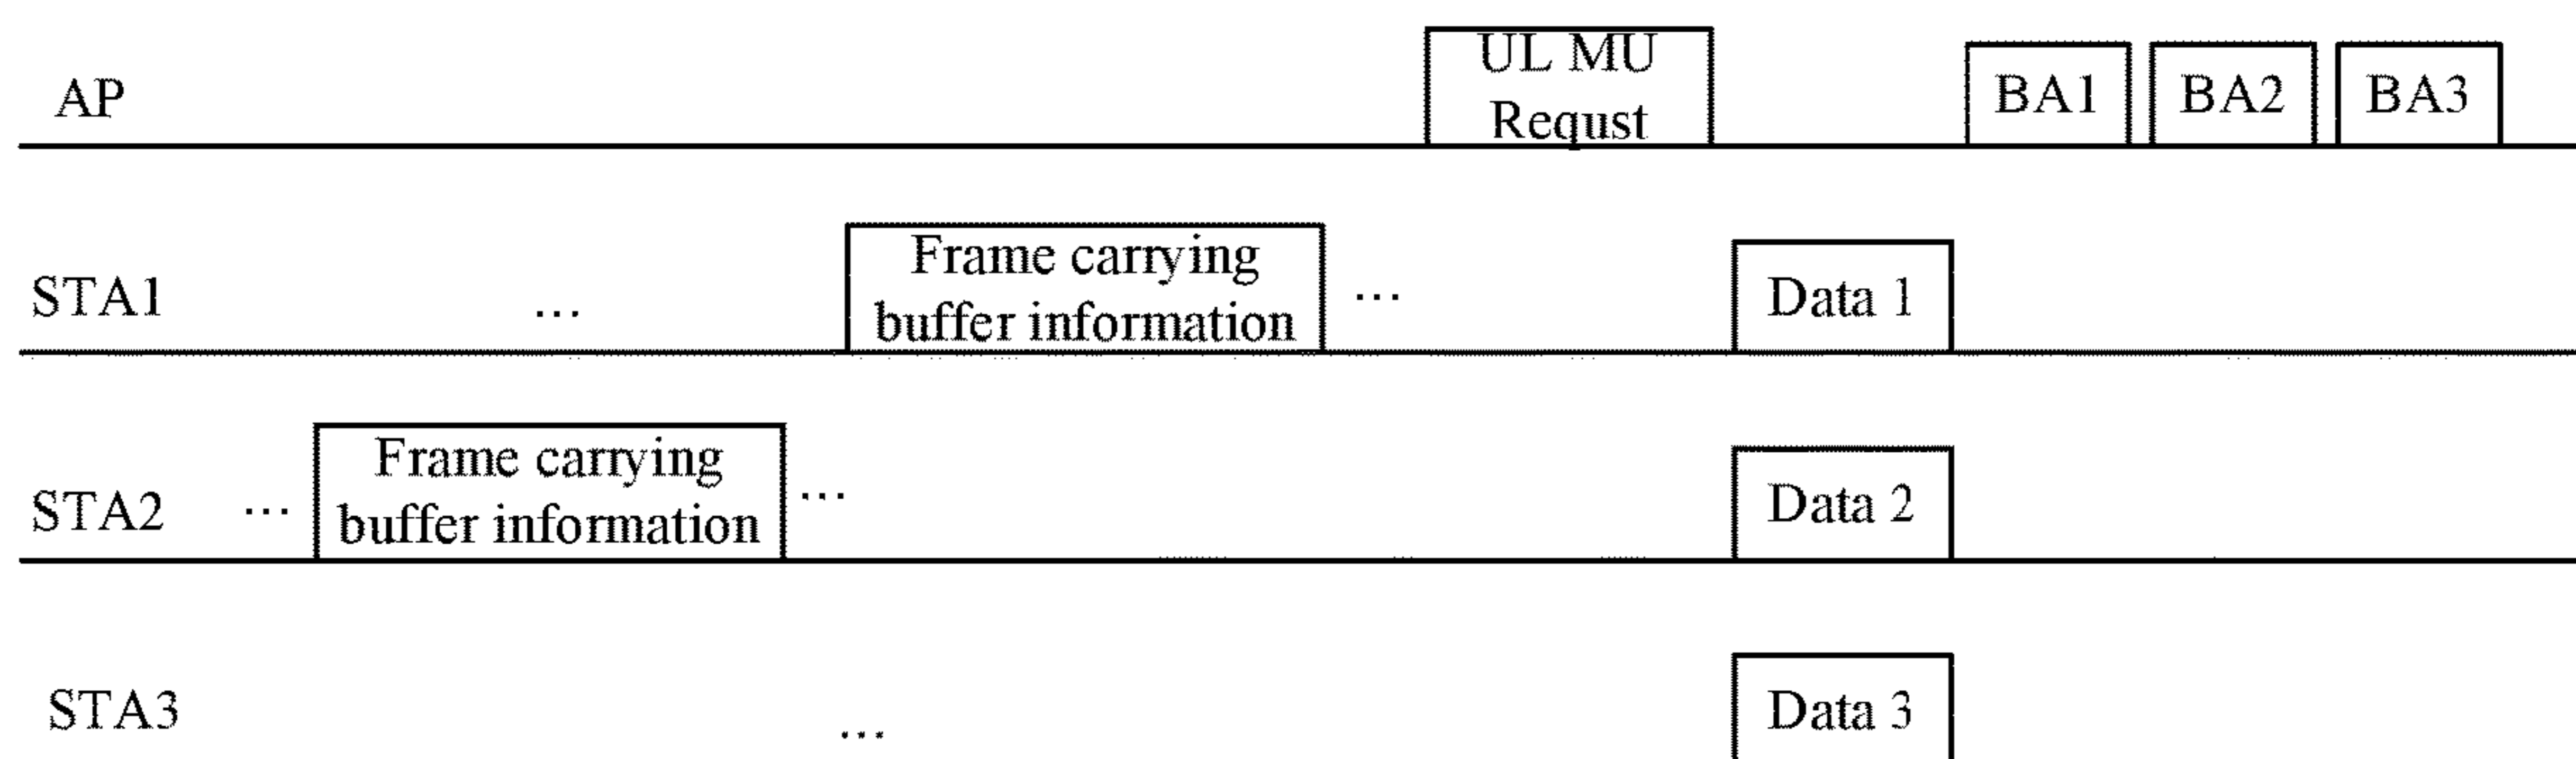 AP
UL MU
Requst
BA1
BA2
BA3
STA1
...
Frame carrying
buffer information
...
Data 1
STA2
...
Frame carrying
buffer information
...
Data 2
STA3
...
Data 3